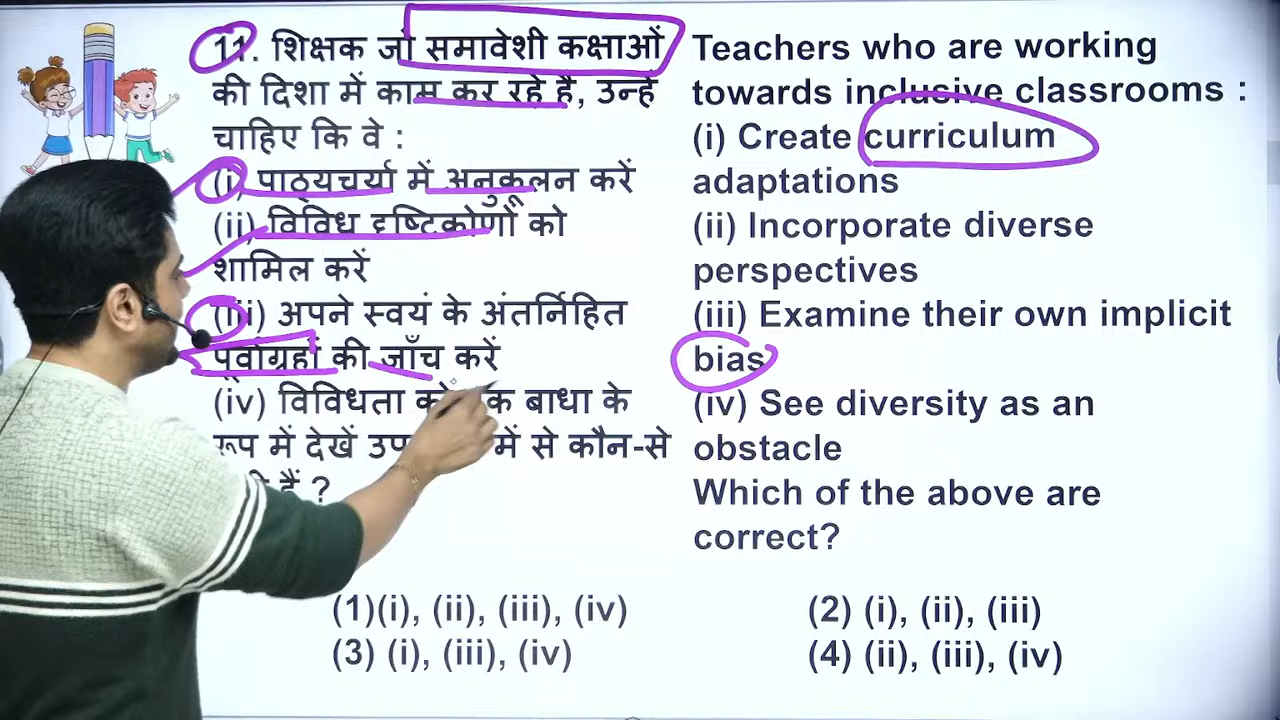 11. शिक्षक जो समावेशी कक्षाओं
की दिशा में काम कर रहे हैं, उन्हें
चाहिए कि वे :
(i) पाठ्यचर्या में अनुकूलन करें
(ii) विविध दृष्टिकोणों को
शामिल करें
(iii) अपने स्वयं के अंतर्निहित
पूर्वाग्रहों की जाँच करें
(iv) विविधता को बाधा के
रूप में देखें में से कौन-से
हैं ?
Teachers who are working
towards inclusive classrooms :
(i) Create curriculum
adaptations
(ii) Incorporate diverse
perspectives
(iii) Examine their own implicit
bias
(iv) See diversity as an
obstacle
Which of the above are
correct?
(1)(i), (ii), (iii), (iv)
(2) (i), (ii), (iii)
(3) (i), (iii), (iv)
(4) (ii), (iii), (iv)